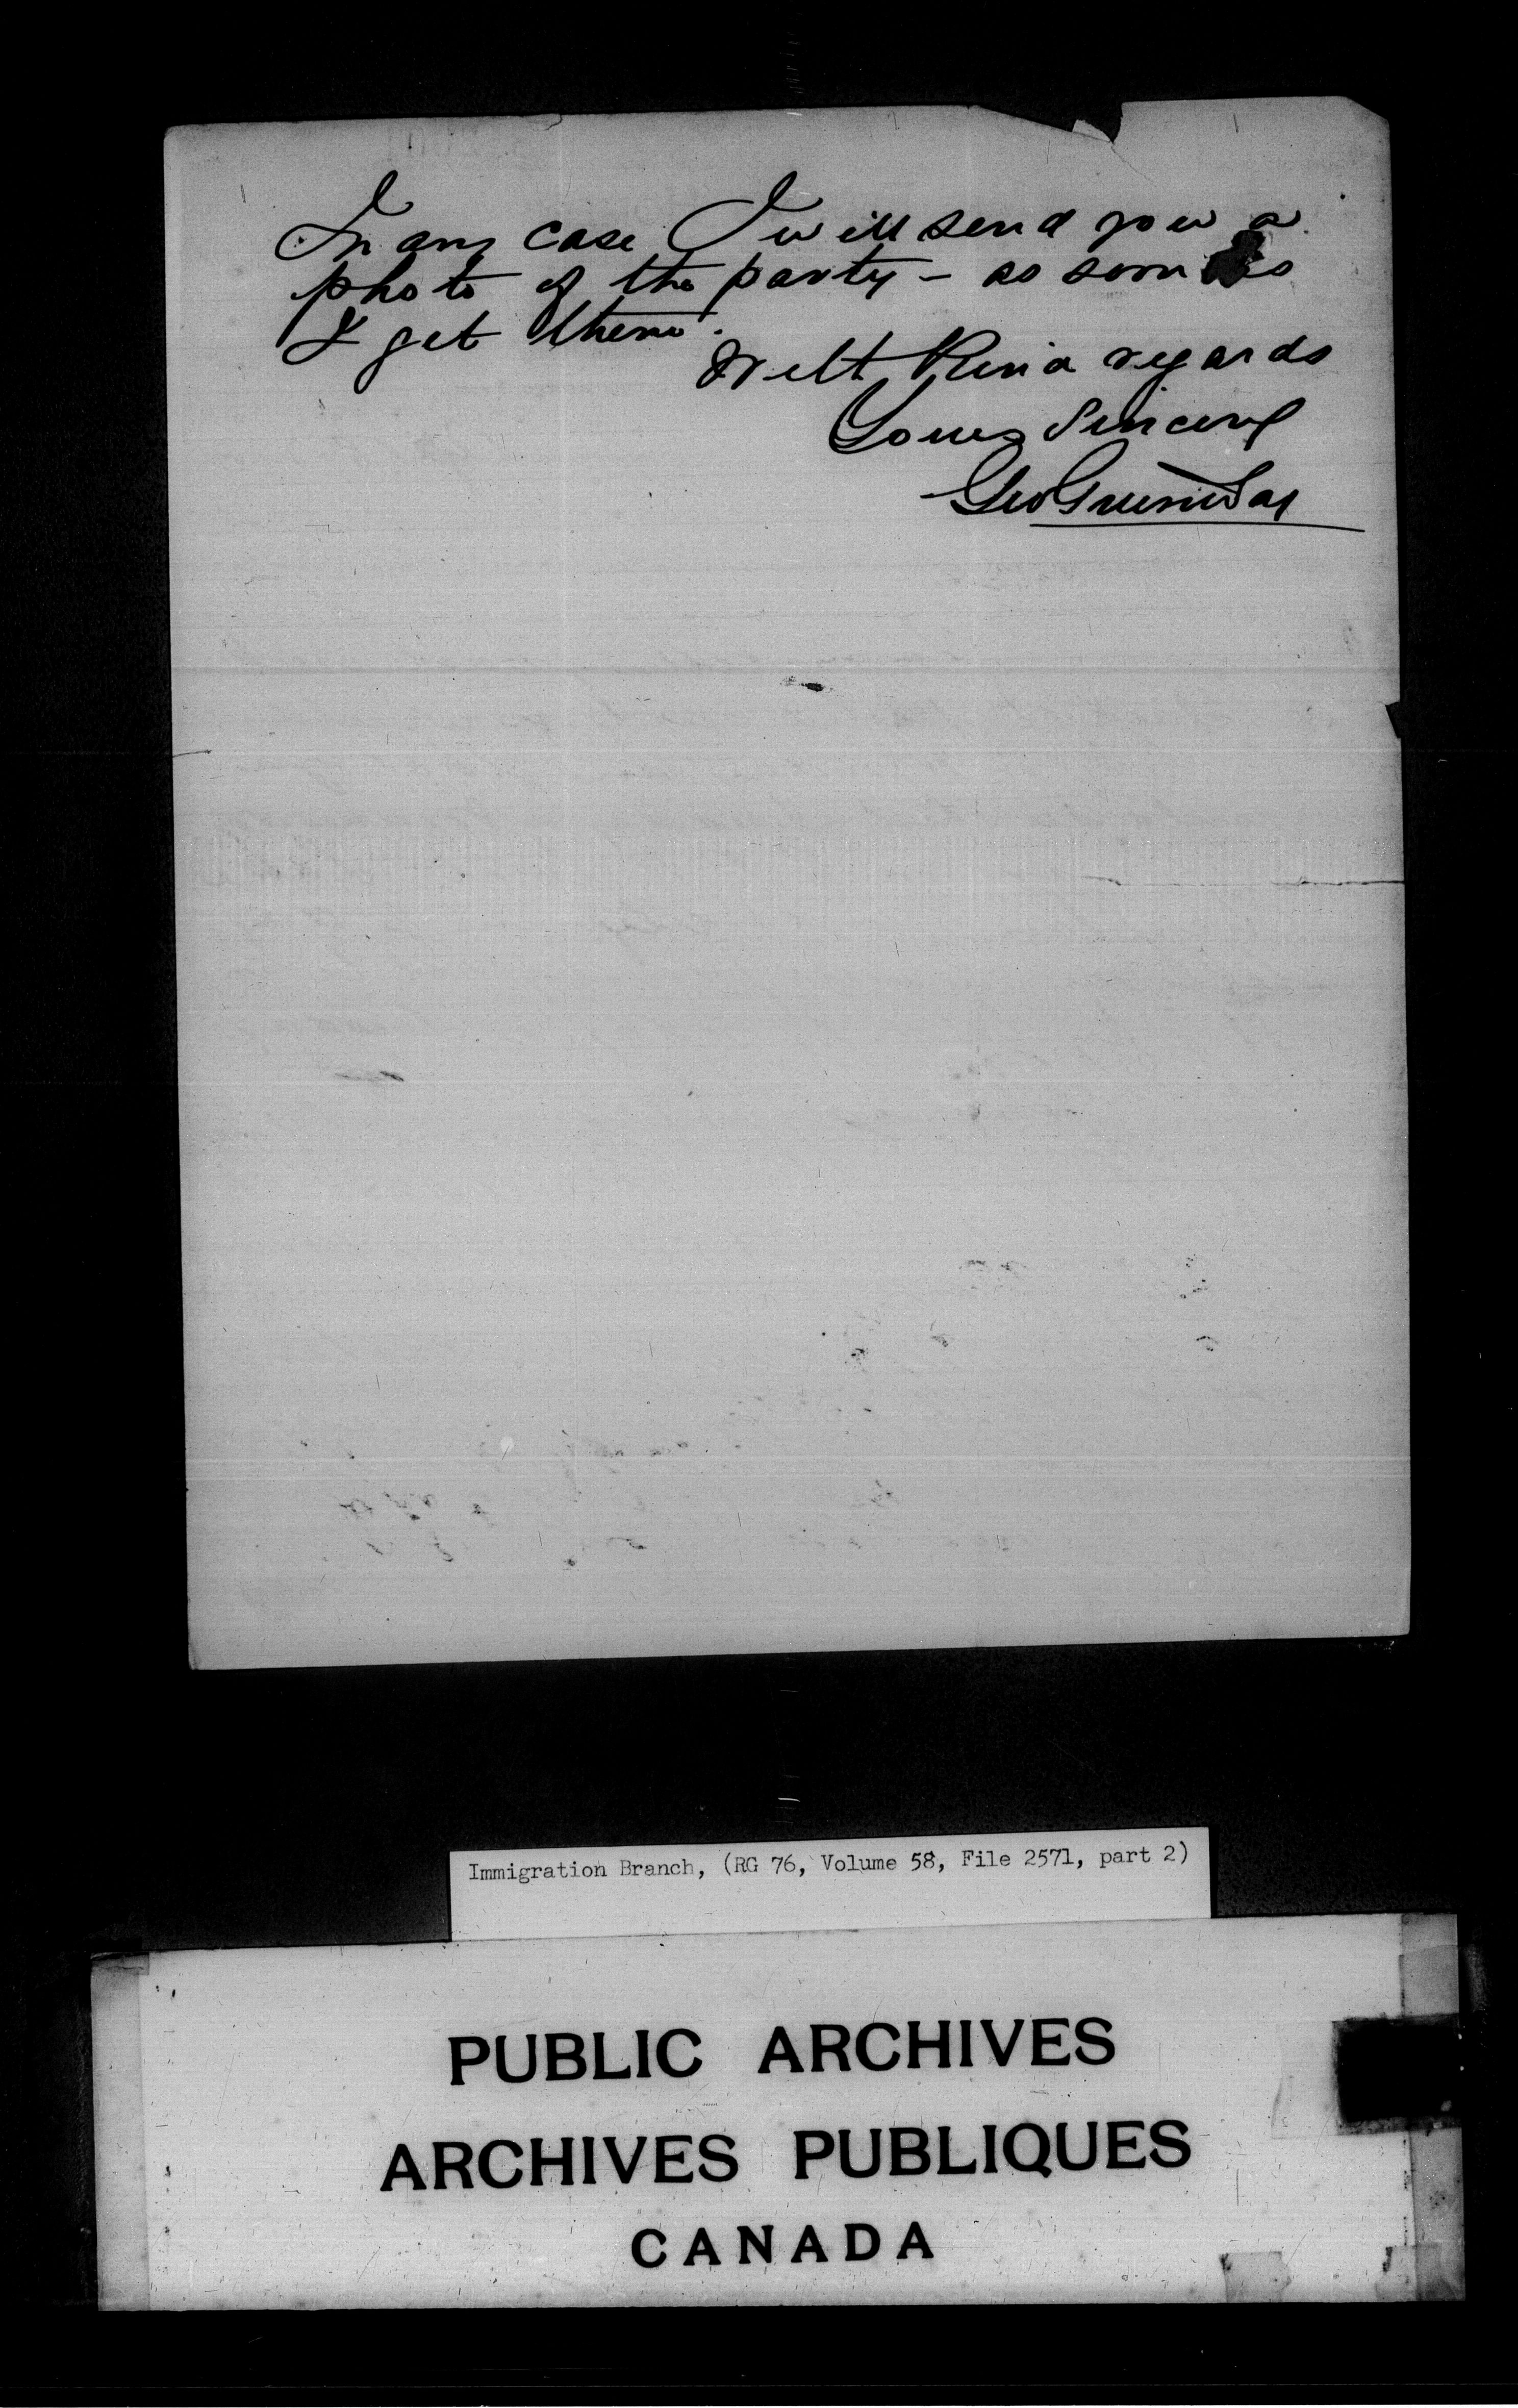 In any case I will send you a
photo of the party - as soon as
I get them.
With Kind regards
Yours Sincerely
Geo
Immigration Branch, (RG 76, Volume 58, File 2571, part 2)
PUBLIC ARCHIVES
ARCHIVES PUBLIQUES
CANADA